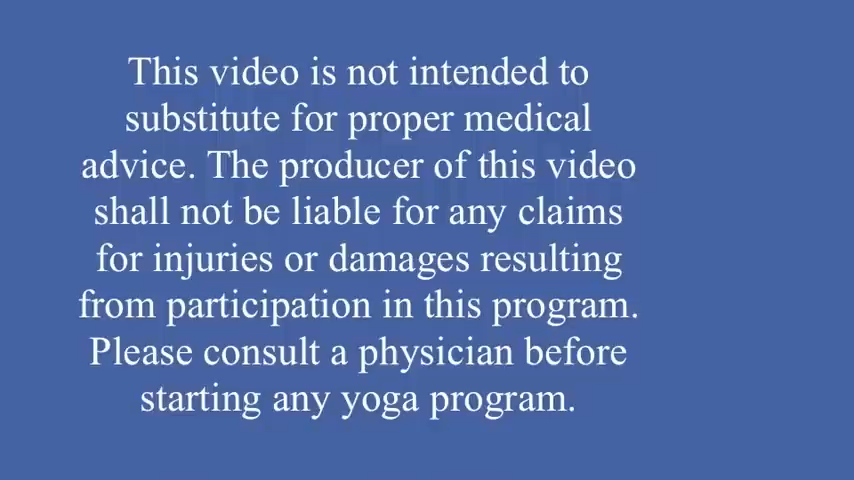 This video is not intended to
substitute for proper medical
advice. The producer of this video
shall not be liable for any claims
for injuries or damages resulting
from participation in this program.
Please consult a physician before
starting any yoga program.